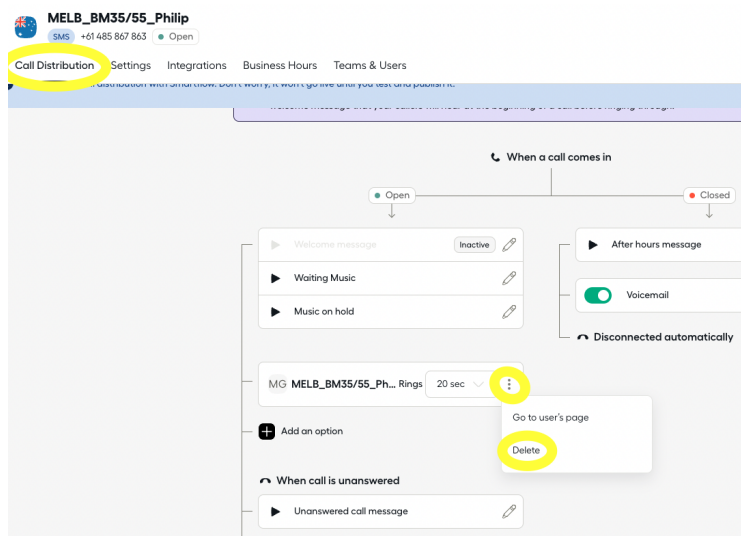 MELB_BM35/55_Philip
SMS +61 485 867 863 Open
Call Distribution Settings Integrations Business Hours Teams & Users
distribution with Smartflow. Don't worry, it won't go live until you test and publish it.
welcome message that your callers will hear at the beginning of a call before ringing through.
When a call comes in
Open
Closed
Welcome message Inactive
After hours message
Waiting Music
Voicemail
Music on hold
Disconnected automatically
MG MELB_BM35/55_Ph... Rings 20 sec
Go to user's page
Add an option
Delete
When call is unanswered
Unanswered call message